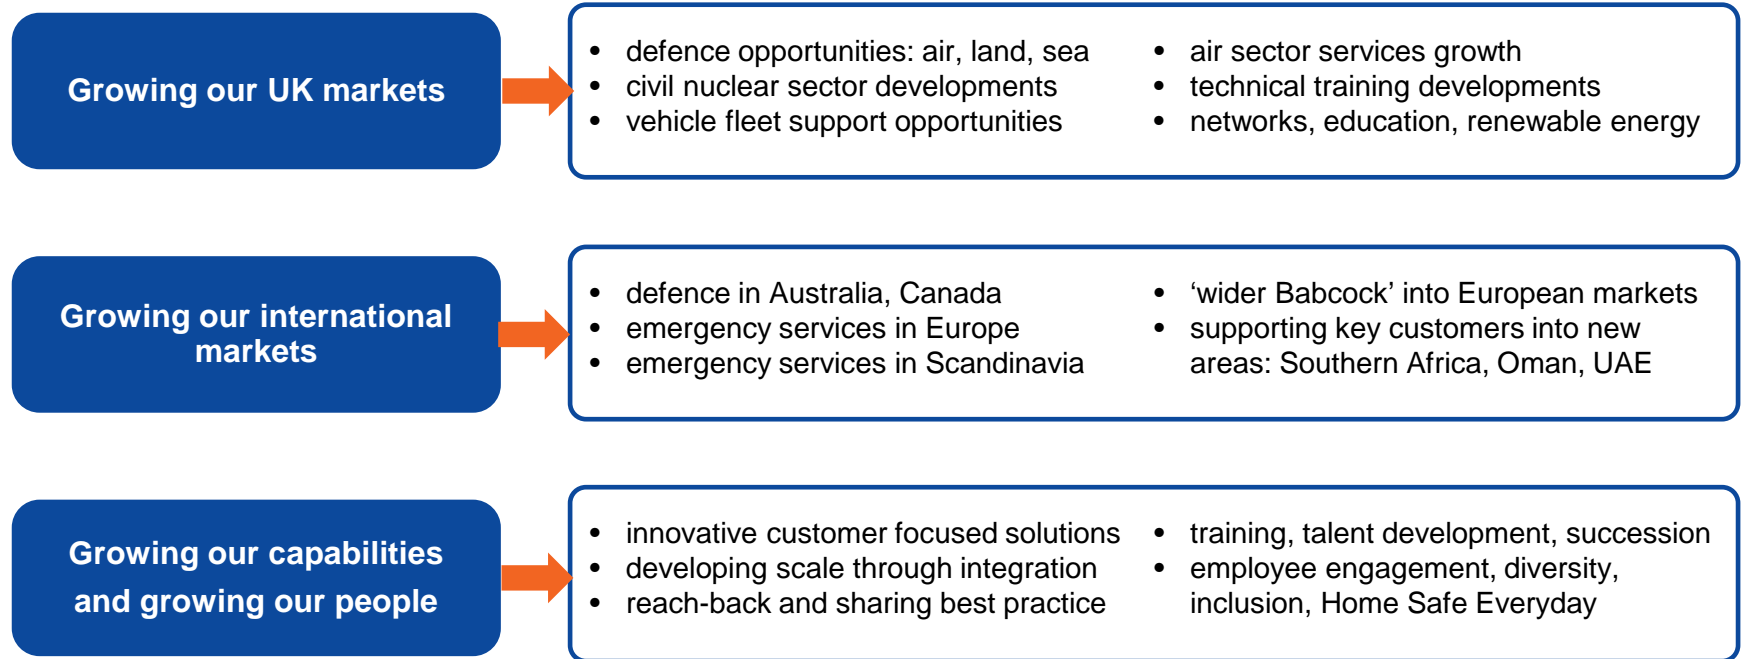 Growing our UK markets
• defence opportunities: air, land, sea
• civil nuclear sector developments
• vehicle fleet support opportunities
• air sector services growth
• technical training developments
• networks, education, renewable energy
Growing our international
markets
• defence in Australia, Canada
• emergency services in Europe
• emergency services in Scandinavia
• ‘wider Babcock’ into European markets
• supporting key customers into new
areas: Southern Africa, Oman, UAE
Growing our capabilities
and growing our people
• innovative customer focused solutions
• developing scale through integration
• reach-back and sharing best practice
• training, talent development, succession
• employee engagement, diversity,
inclusion, Home Safe Everyday